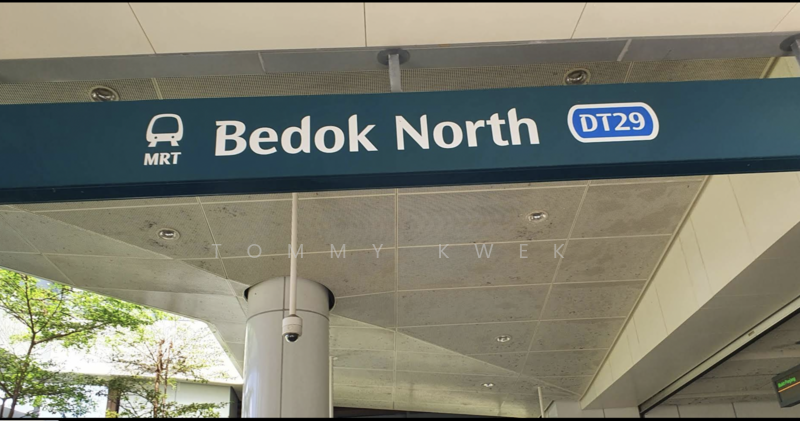 MRT
Bedok North
DT29
TOMMY KWEK